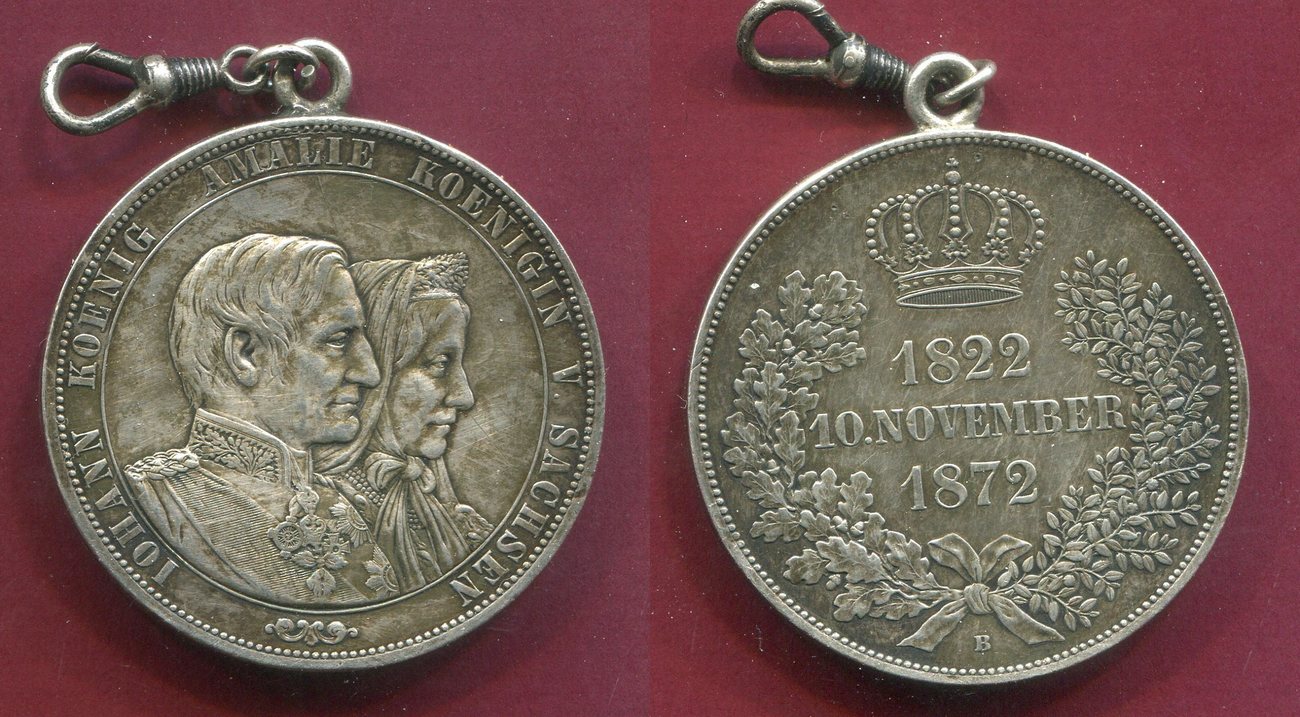 IOHANN KOENIG AMALIE KOENIGIN V. SACHSEN
1822
10.NOVEMBER
1872
B